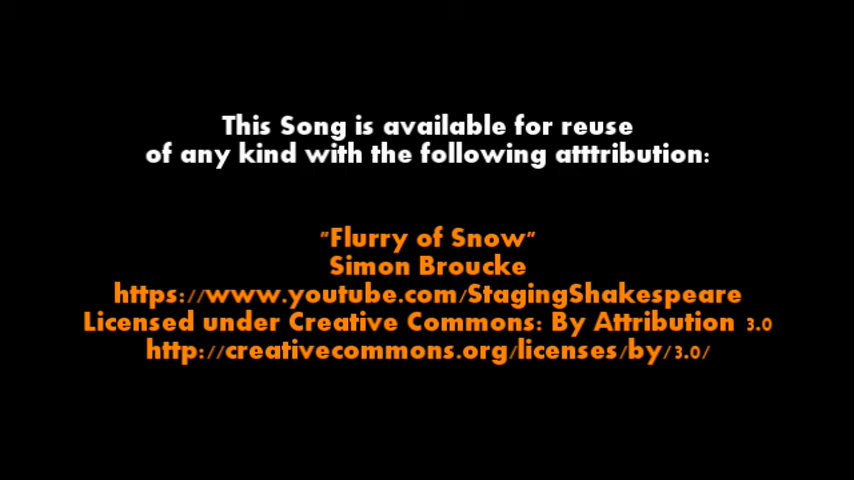 This Song is available for reuse
of any kind with the following atttribution:
"Flurry of Snow"
Simon Broucke
https://www.youtube.com/StagingShakespeare
Licensed under Creative Commons: By Attribution 3.0
http://creativecommons.org/licenses/by/3.0/